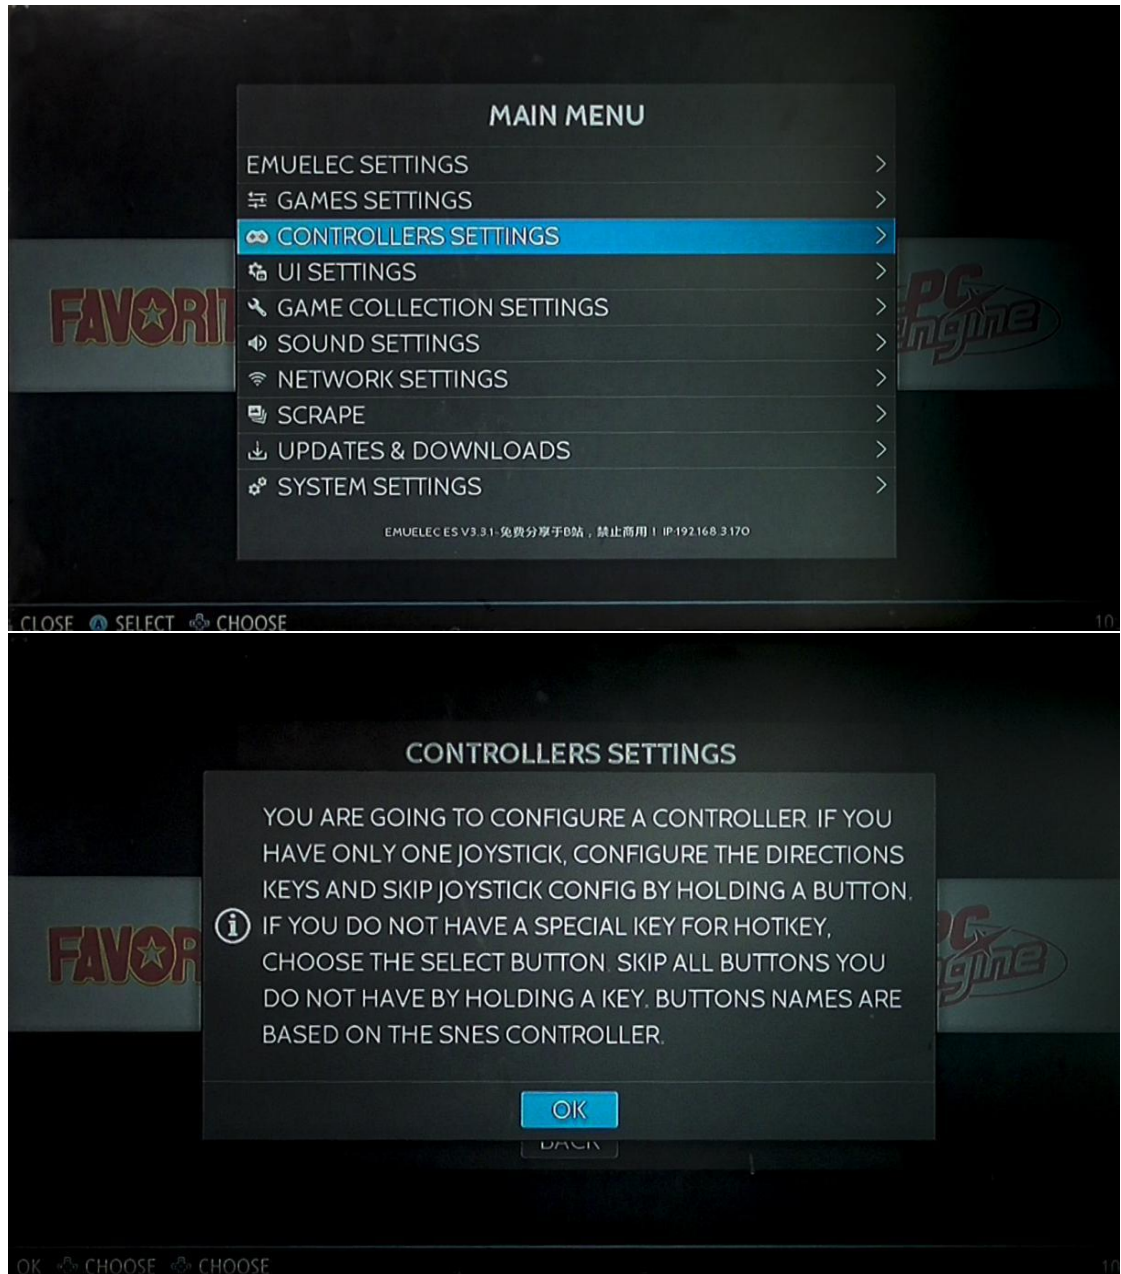 MAIN MENU
EMUELEC SETTINGS
GAMES SETTINGS
CONTROLLERS SETTINGS
UI SETTINGS
GAME COLLECTION SETTINGS
SOUND SETTINGS
NETWORK SETTINGS
SCRAPE
UPDATES & DOWNLOADS
SYSTEM SETTINGS
EMUELEC ES V3.3.1-免费分享于B站，禁止商用！ IP:192.168.3.170
FAVORIT
PC
Engine
CLOSE A SELECT CHOOSE
10
CONTROLLERS SETTINGS
YOU ARE GOING TO CONFIGURE A CONTROLLER. IF YOU
HAVE ONLY ONE JOYSTICK, CONFIGURE THE DIRECTIONS
KEYS AND SKIP JOYSTICK CONFIG BY HOLDING A BUTTON.
IF YOU DO NOT HAVE A SPECIAL KEY FOR HOTKEY,
CHOOSE THE SELECT BUTTON. SKIP ALL BUTTONS YOU
DO NOT HAVE BY HOLDING A KEY. BUTTONS NAMES ARE
BASED ON THE SNES CONTROLLER.
FAVOR
OK
BACK
OK CHOOSE CHOOSE
10